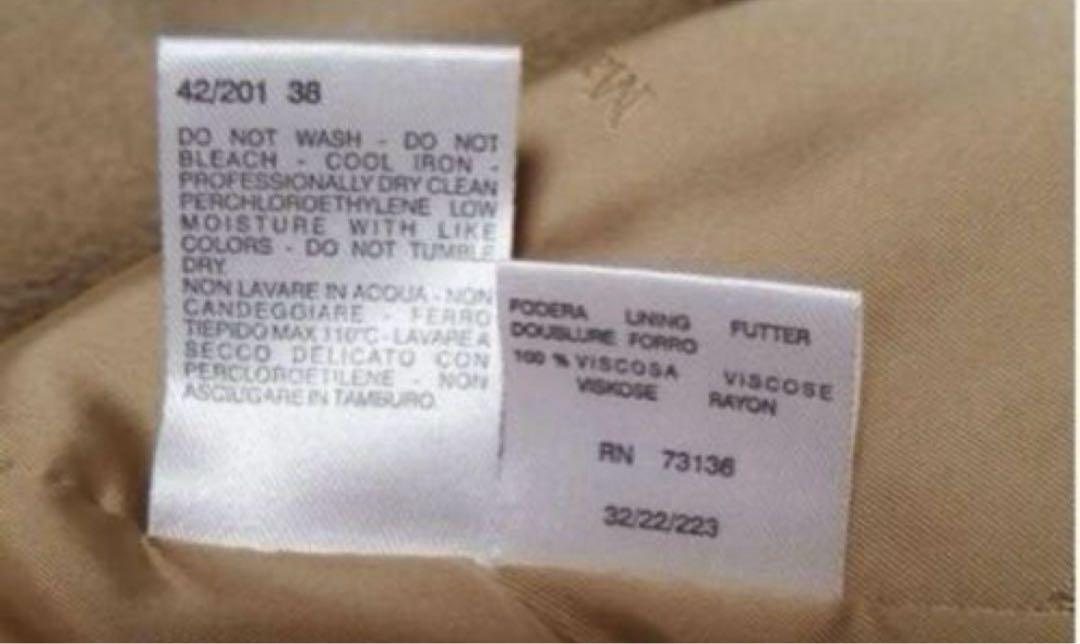 42/201 38
DO NOT WASH - DO NOT
BLEACH - COOL IRON -
PROFESSIONALLY DRY CLEAN
PERCHLOROETHYLENE LOW
MOISTURE WITH LIKE
COLORS - DO NOT TUMBLE
DRY
NON LAVARE IN ACQUA - NON
CANDEGGIARE - FERRO
TIEPIDO MAX 110°C - LAVARE A
SECCO DELICATO CON
PERCLOROETILENE - NON
ASCIUGARE IN TAMBURO.
FODERA LINING FUTTER
DOUBLURE FORRO
100 % VISCOSA VISCOSE
VISKOSE RAYON
RN 73136
32/22/223